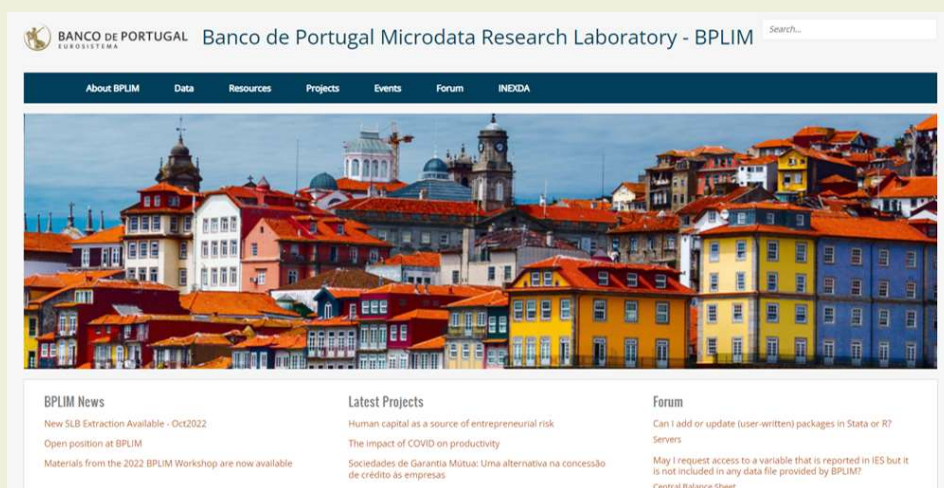 BANCO DE PORTUGAL
EUROSISTEMA
Banco de Portugal Microdata Research Laboratory - BPLIM
Search...
About BPLIM Data Resources Projects Events Forum INEXDA
BPLIM News
New SLB Extraction Available - Oct2022
Open position at BPLIM
Materials from the 2022 BPLIM Workshop are now available
Latest Projects
Human capital as a source of entrepreneurial risk
The impact of COVID on productivity
Sociedades de Garantia Mútua: Uma alternativa na concessão
de crédito às empresas
Forum
Can I add or update (user-written) packages in Stata or R?
Servers
May I request access to a variable that is reported in IES but it
is not included in any data file provided by BPLIM?
Central Balance Sheet